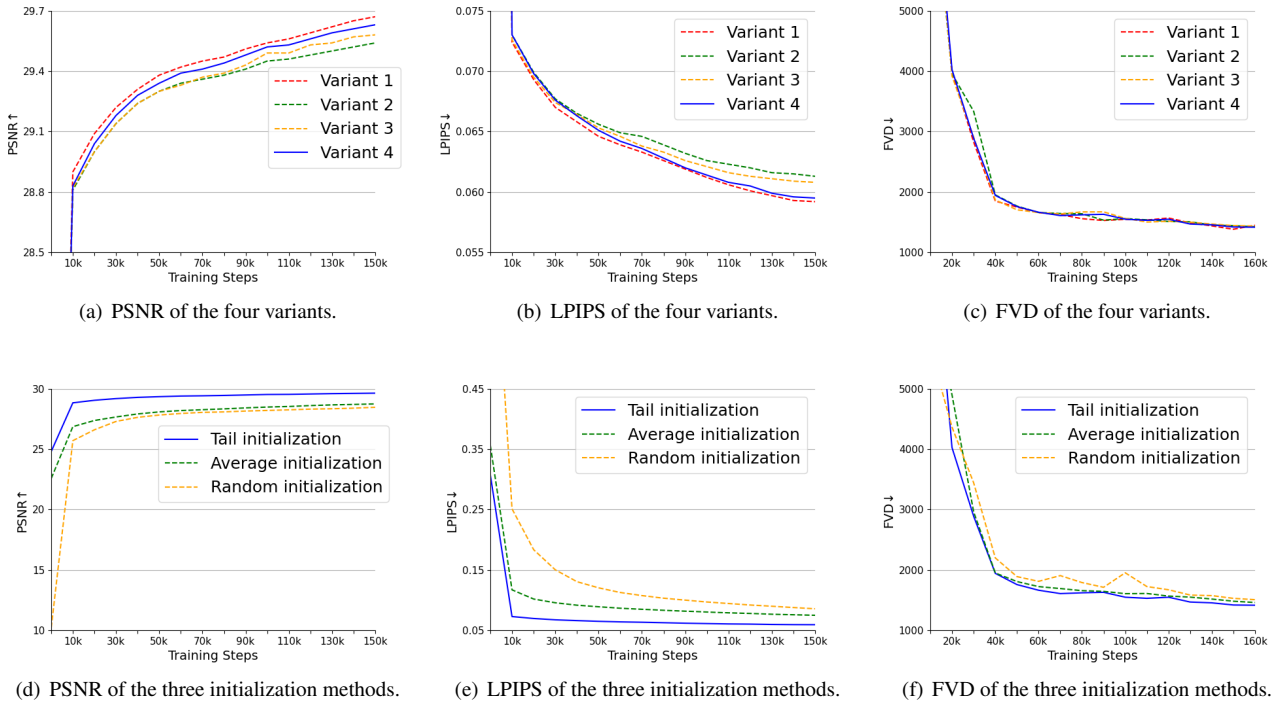 29.7
29.4
29.1
28.8
28.5
PSNR↑
10k 30k 50k 70k 90k 110k 130k 150k
Training Steps
Variant 1
Variant 2
Variant 3
Variant 4
(a) PSNR of the four variants.
0.075
0.070
0.065
0.060
0.055
LPIPS↓
10k 30k 50k 70k 90k 110k 130k 150k
Training Steps
Variant 1
Variant 2
Variant 3
Variant 4
(b) LPIPS of the four variants.
5000
4000
3000
2000
1000
FVD↓
20k 40k 60k 80k 100k 120k 140k 160k
Training Steps
Variant 1
Variant 2
Variant 3
Variant 4
(c) FVD of the four variants.
30
25
20
15
10
PSNR↑
10k 30k 50k 70k 90k 110k 130k 150k
Training Steps
Tail initialization
Average initialization
Random initialization
(d) PSNR of the three initialization methods.
0.45
0.35
0.25
0.15
0.05
LPIPS↓
10k 30k 50k 70k 90k 110k 130k 150k
Training Steps
Tail initialization
Average initialization
Random initialization
(e) LPIPS of the three initialization methods.
5000
4000
3000
2000
1000
FVD↓
20k 40k 60k 80k 100k 120k 140k 160k
Training Steps
Tail initialization
Average initialization
Random initialization
(f) FVD of the three initialization methods.